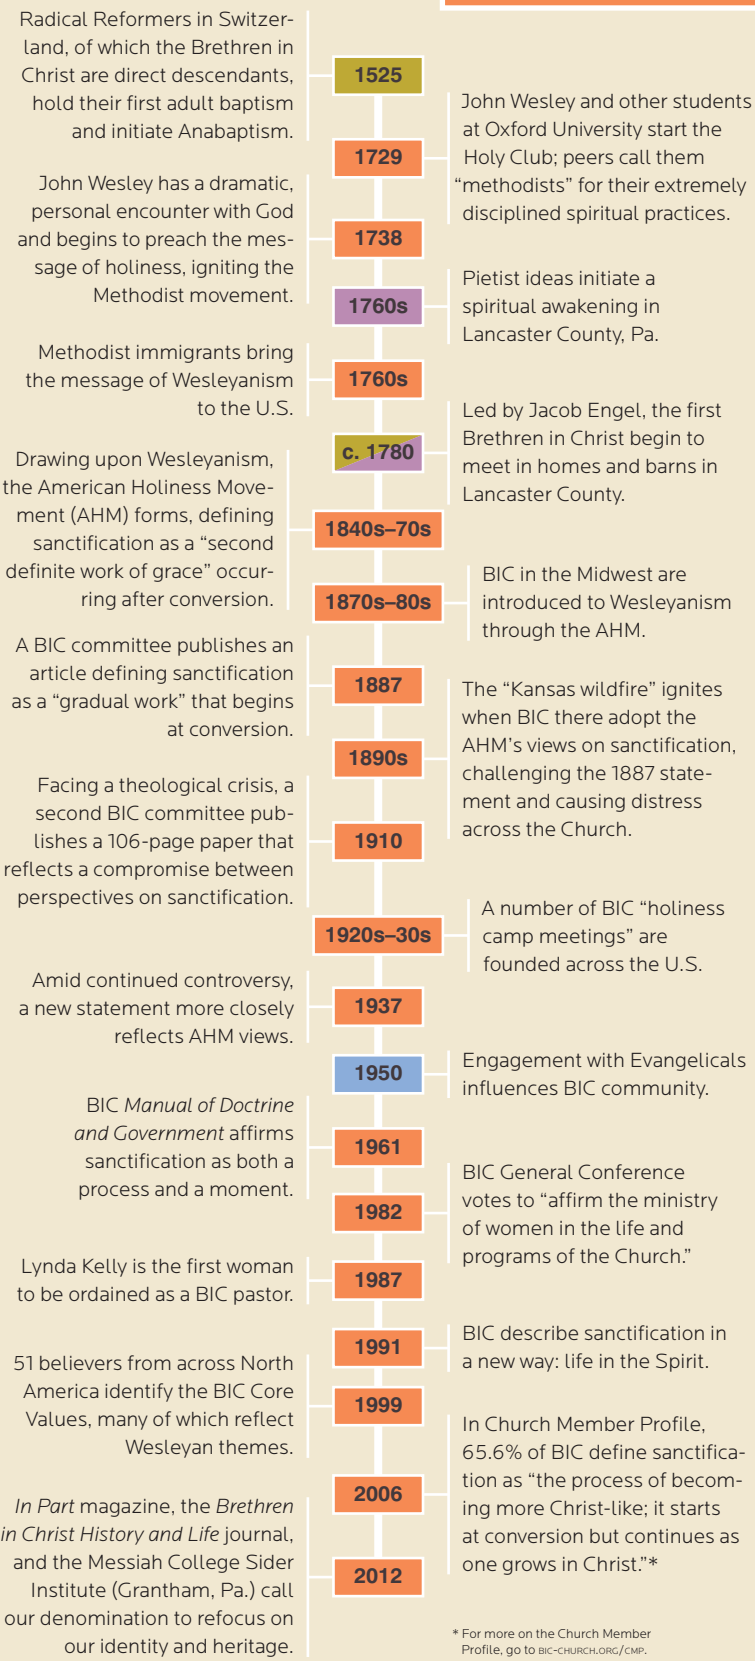 Radical Reformers in Switzer-
land, of which the Brethren in
Christ are direct descendants,
hold their first adult baptism
and initiate Anabaptism.
1525
John Wesley and other students
at Oxford University start the
Holy Club; peers call them
“methodists” for their extremely
disciplined spiritual practices.
1729
John Wesley has a dramatic,
personal encounter with God
and begins to preach the mes-
sage of holiness, igniting the
Methodist movement.
1738
Pietist ideas initiate a
spiritual awakening in
Lancaster County, Pa.
1760s
Methodist immigrants bring
the message of Wesleyanism
to the U.S.
1760s
Led by Jacob Engel, the first
Brethren in Christ begin to
meet in homes and barns in
Lancaster County.
c. 1780
Drawing upon Wesleyanism,
the American Holiness Move-
ment (AHM) forms, defining
sanctification as a “second
definite work of grace” occur-
ring after conversion.
1840s–70s
BIC in the Midwest are
introduced to Wesleyanism
through the AHM.
1870s–80s
A BIC committee publishes an
article defining sanctification
as a “gradual work” that begins
at conversion.
1887
The “Kansas wildfire” ignites
when BIC there adopt the
AHM’s views on sanctification,
challenging the 1887 state-
ment and causing distress
across the Church.
1890s
Facing a theological crisis, a
second BIC committee pub-
lishes a 106-page paper that
reflects a compromise between
perspectives on sanctification.
1910
A number of BIC “holiness
camp meetings” are
founded across the U.S.
1920s–30s
Amid continued controversy,
a new statement more closely
reflects AHM views.
1937
Engagement with Evangelicals
influences BIC community.
1950
BIC Manual of Doctrine
and Government affirms
sanctification as both a
process and a moment.
1961
BIC General Conference
votes to “affirm the ministry
of women in the life and
programs of the Church.”
1982
Lynda Kelly is the first woman
to be ordained as a BIC pastor.
1987
BIC describe sanctification in
a new way: life in the Spirit.
1991
51 believers from across North
America identify the BIC Core
Values, many of which reflect
Wesleyan themes.
1999
In Church Member Profile,
65.6% of BIC define sanctifica-
tion as “the process of becom-
ing more Christ-like; it starts
at conversion but continues as
one grows in Christ.”*
2006
In Part magazine, the Brethren
in Christ History and Life journal,
and the Messiah College Sider
Institute (Grantham, Pa.) call
our denomination to refocus on
our identity and heritage.
2012
* For more on the Church Member
Profile, go to BIC-CHURCH.ORG/CMP.